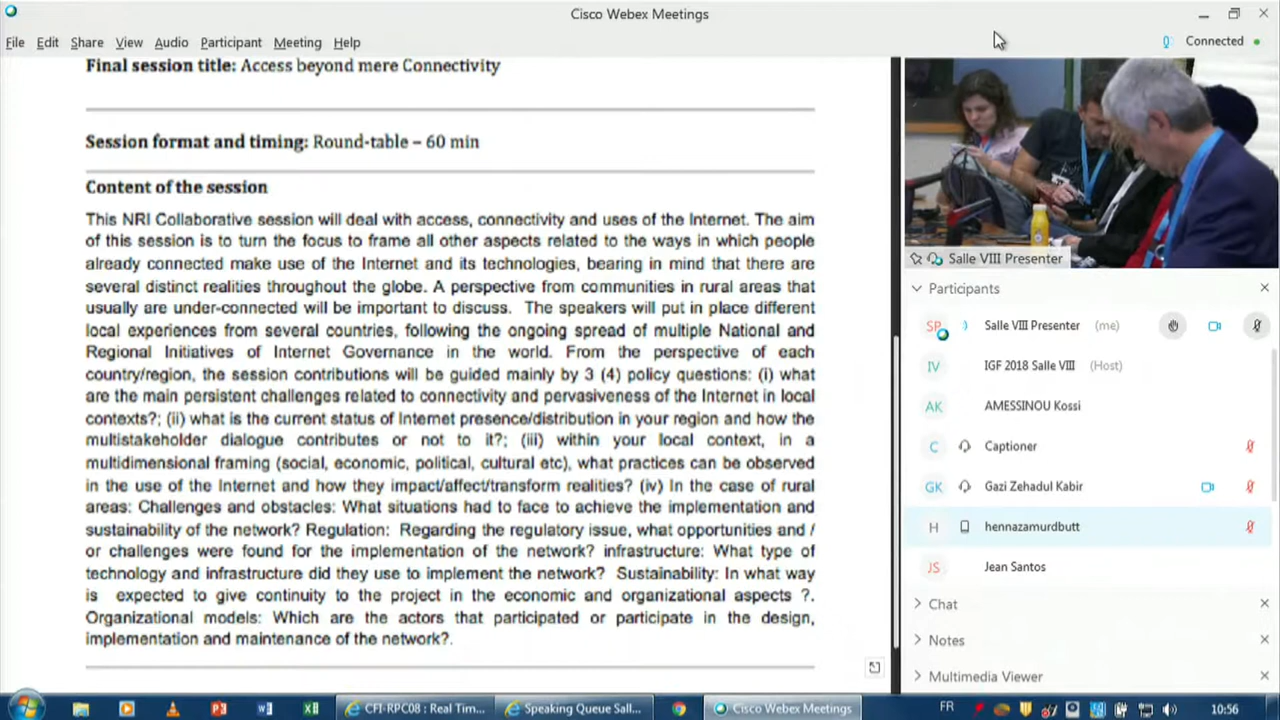 Cisco Webex Meetings
File Edit Share View Audio Participant Meeting Help
Connected
Final session title: Access beyond mere Connectivity
Session format and timing: Round-table – 60 min
Content of the session
This NRI Collaborative session will deal with access, connectivity and uses of the Internet. The aim
of this session is to turn the focus to frame all other aspects related to the ways in which people
already connected make use of the Internet and its technologies, bearing in mind that there are
several distinct realities throughout the globe. A perspective from communities in rural areas that
usually are under-connected will be important to discuss. The speakers will put in place different
local experiences from several countries, following the ongoing spread of multiple National and
Regional Initiatives of Internet Governance in the world. From the perspective of each
country/region, the session contributions will be guided mainly by 3 (4) policy questions: (i) what
are the main persistent challenges related to connectivity and pervasiveness of the Internet in local
contexts?; (ii) what is the current status of Internet presence/distribution in your region and how the
multistakeholder dialogue contributes or not to it?; (iii) within your local context, in a
multidimensional framing (social, economic, political, cultural etc), what practices can be observed
in the use of the Internet and how they impact/affect/transform realities? (iv) In the case of rural
areas: Challenges and obstacles: What situations had to face to achieve the implementation and
sustainability of the network? Regulation: Regarding the regulatory issue, what opportunities and /
or challenges were found for the implementation of the network? infrastructure: What type of
technology and infrastructure did they use to implement the network? Sustainability: In what way
is expected to give continuity to the project in the economic and organizational aspects ?.
Organizational models: Which are the actors that participated or participate in the design,
implementation and maintenance of the network?.
Salle VIII Presenter
Participants
SP Salle VIII Presenter (me)
IV IGF 2018 Salle VIII (Host)
AK AMESSINOU Kossi
C Captioner
GK Gazi Zehadul Kabir
H hennazamurdbutt
JS Jean Santos
Chat
Notes
Multimedia Viewer
CFI-RPC08 : Real Tim... Speaking Queue Sall... Cisco Webex Meetings FR 10:56